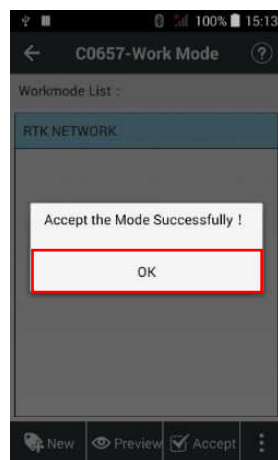 100% 15:13
C0657-Work Mode ?
Workmode List :
RTK NETWORK
Accept the Mode Successfully !
OK
New Preview Accept